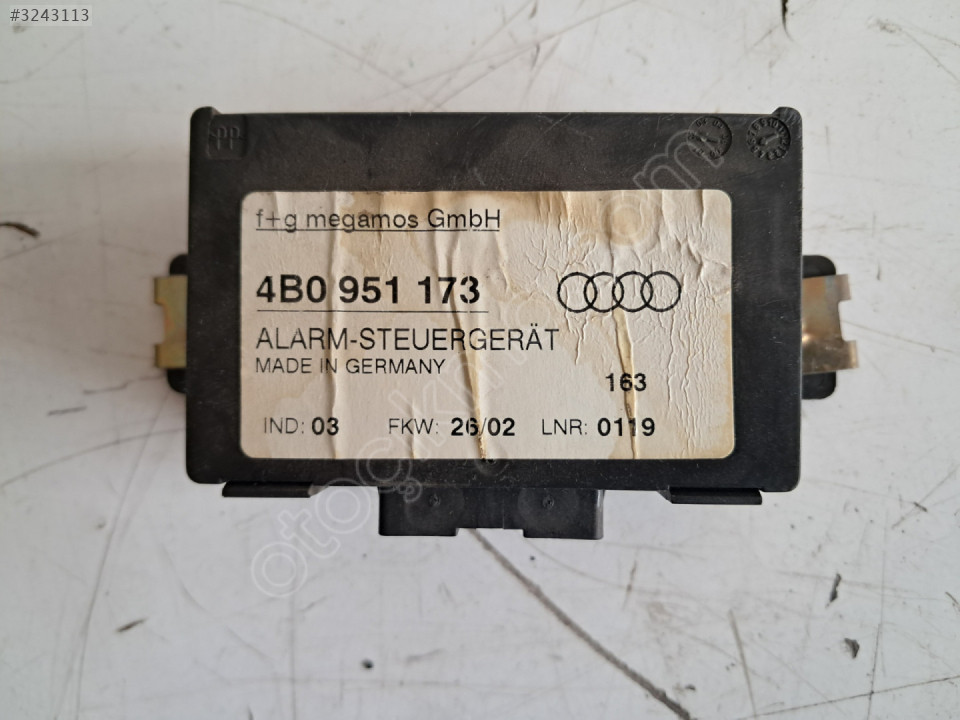 #3243113
PP
f+g megamos GmbH
4B0 951 173
ALARM-STEUERGERÄT
MADE IN GERMANY
163
IND: 03 FKW: 26/02 LNR: 0119